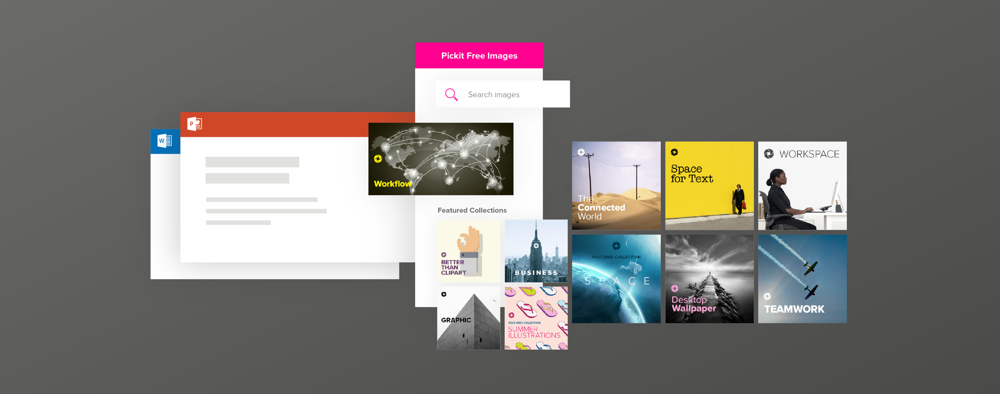 Pickit Free Images
Search images
P
W
Workflow
Featured Collections
BETTER
THAN
CLIPART
BUSINESS
GRAPHIC
FEATURED COLLECTION
SUMMER
ILLUSTRATIONS
The
Connected
World
Space
for Text
WORKSPACE
FEATURED COLLECTION
SPACE
Desktop
Wallpaper
TEAMWORK